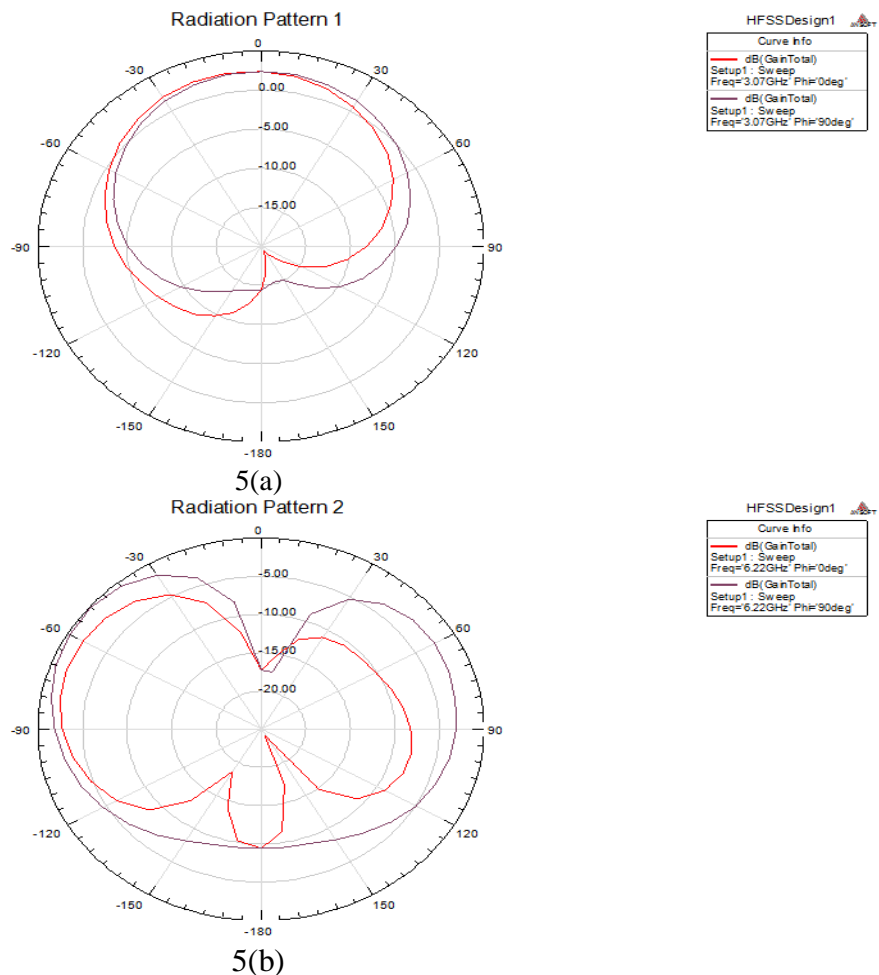 Radiation Pattern 1
HFSSDesign1
ANSOFT
Curve Info
dB(GainTotal)
Setup1 : Sweep
Freq='3.07GHz' Phi='0deg'
dB(GainTotal)
Setup1 : Sweep
Freq='3.07GHz' Phi='90deg'
0
-30
30
0.00
-60
60
-5.00
-10.00
-15.00
-90
90
-120
120
-150
150
-180
5(a)
Radiation Pattern 2
HFSSDesign1
ANSOFT
Curve Info
dB(GainTotal)
Setup1 : Sweep
Freq='6.22GHz' Phi='0deg'
dB(GainTotal)
Setup1 : Sweep
Freq='6.22GHz' Phi='90deg'
0
-30
30
-5.00
-60
60
-10.00
-15.00
-20.00
-90
90
-120
120
-150
150
-180
5(b)